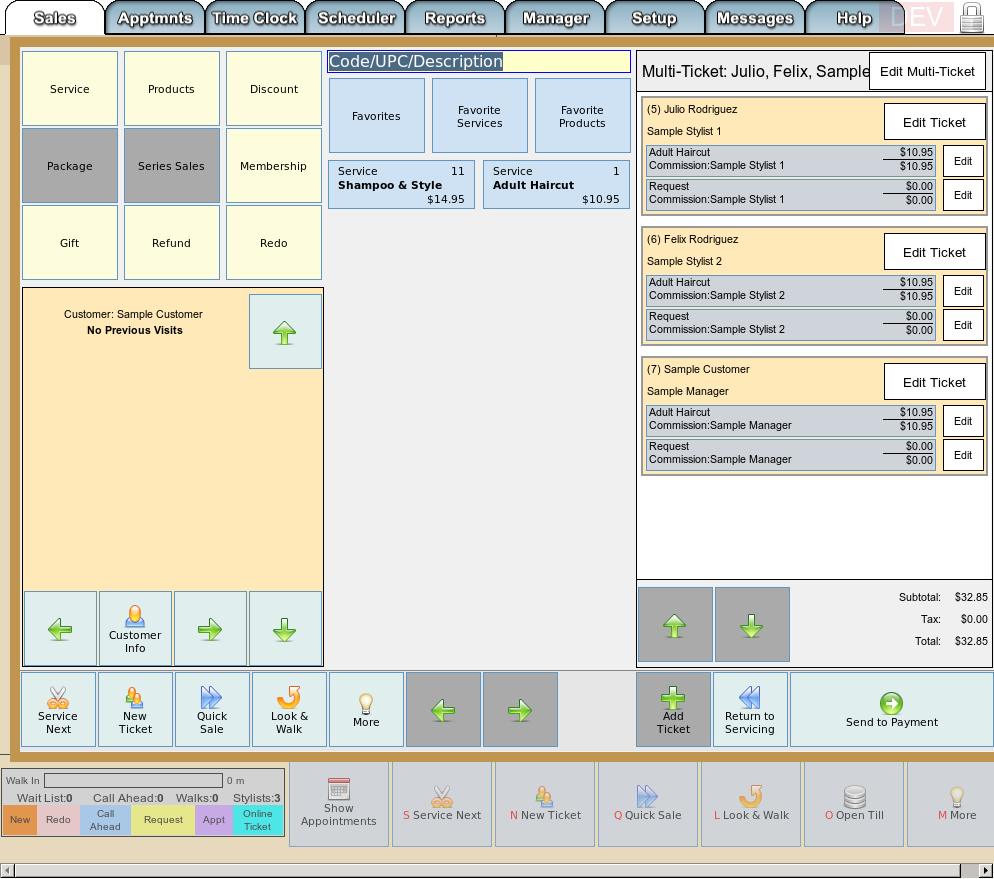 Sales
Apptmnts
Time Clock
Scheduler
Reports
Manager
Setup
Messages
Help
DEV
Service
Products
Discount
Package
Series Sales
Membership
Gift
Refund
Redo
Code/UPC/Description
Favorites
Favorite
Services
Favorite
Products
Service 11
Shampoo & Style
$14.95
Service 1
Adult Haircut
$10.95
Customer: Sample Customer
No Previous Visits
Customer
Info
Multi-Ticket: Julio, Felix, Sample
Edit Multi-Ticket
(5) Julio Rodriguez
Sample Stylist 1
Edit Ticket
Adult Haircut $10.95
Commission:Sample Stylist 1 $10.95
Edit
Request $0.00
Commission:Sample Stylist 1 $0.00
Edit
(6) Felix Rodriguez
Sample Stylist 2
Edit Ticket
Adult Haircut $10.95
Commission:Sample Stylist 2 $10.95
Edit
Request $0.00
Commission:Sample Stylist 2 $0.00
Edit
(7) Sample Customer
Sample Manager
Edit Ticket
Adult Haircut $10.95
Commission:Sample Manager $10.95
Edit
Request $0.00
Commission:Sample Manager $0.00
Edit
Subtotal: $32.85
Tax: $0.00
Total: $32.85
Service
Next
New
Ticket
Quick
Sale
Look &
Walk
More
Add
Ticket
Return to
Servicing
Send to Payment
Walk In 0 m
Wait List:0 Call Ahead:0 Walks:0 Stylists:3
New
Redo
Call
Ahead
Request
Appt
Online
Ticket
Show
Appointments
S Service Next
N New Ticket
Q Quick Sale
L Look & Walk
O Open Till
M More